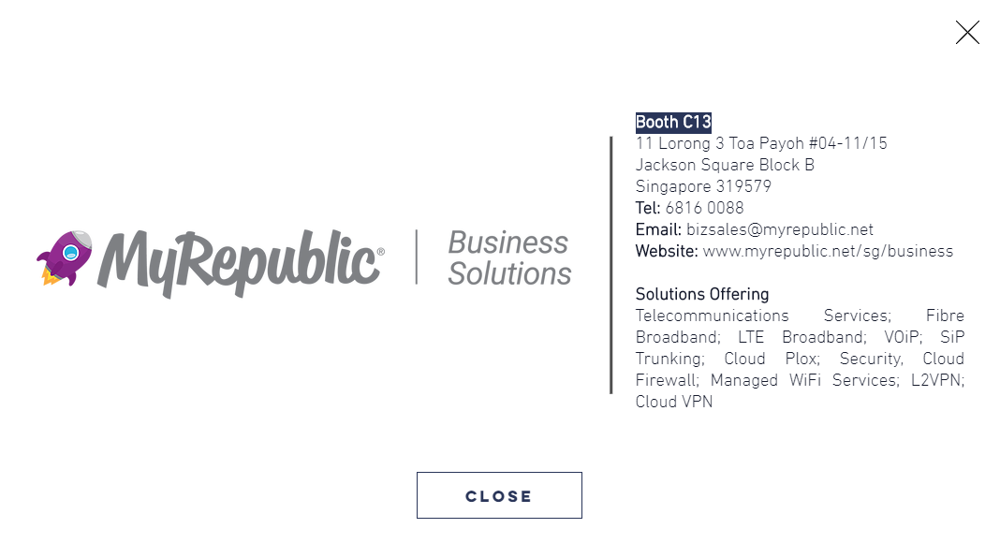 MyRepublic®
Business
Solutions
Booth C13
11 Lorong 3 Toa Payoh #04-11/15
Jackson Square Block B
Singapore 319579
Tel: 6816 0088
Email: bizsales@myrepublic.net
Website: www.myrepublic.net/sg/business
Solutions Offering
Telecommunications Services; Fibre
Broadband; LTE Broadband; VOiP; SiP
Trunking; Cloud Plox; Security, Cloud
Firewall; Managed WiFi Services; L2VPN;
Cloud VPN
CLOSE